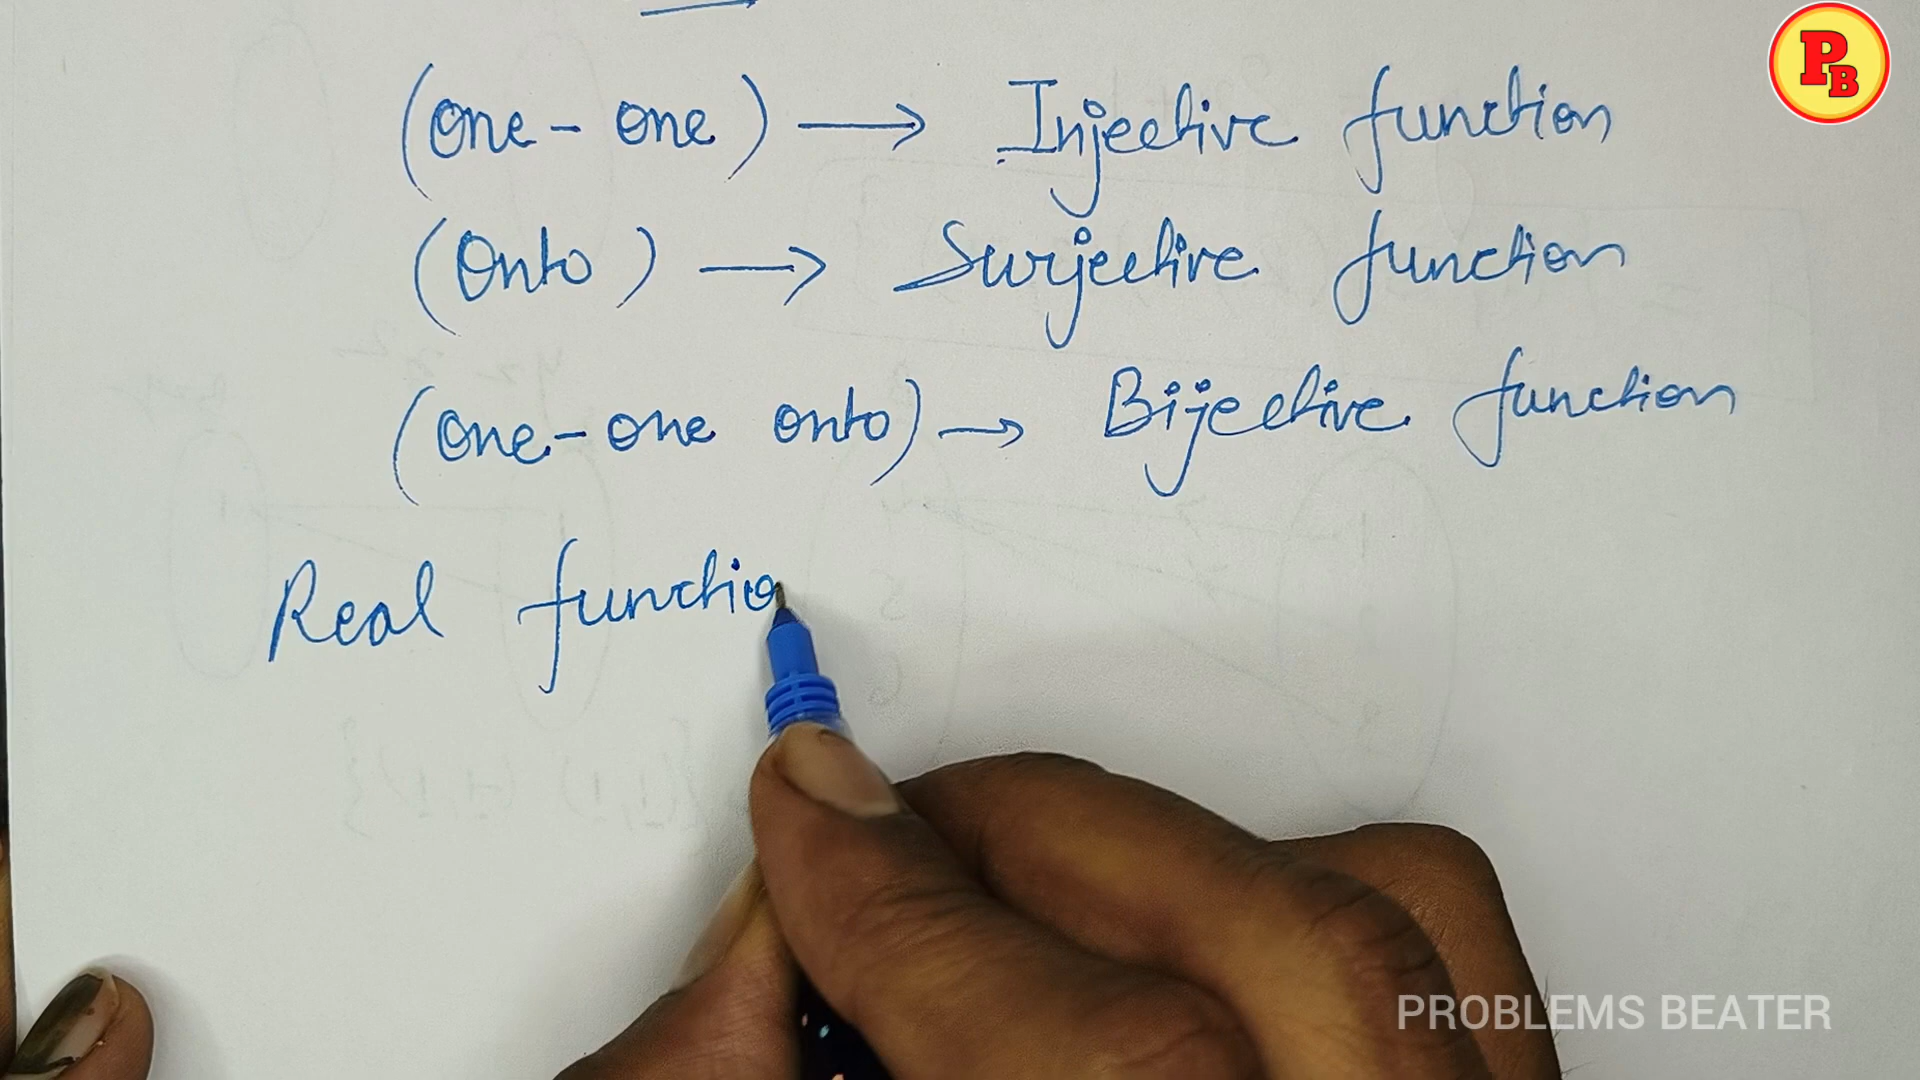 PB
(One - one) → Injective function
(Onto) → Surjective function
(One-one onto) → Bijective function
Real functio
PROBLEMS BEATER